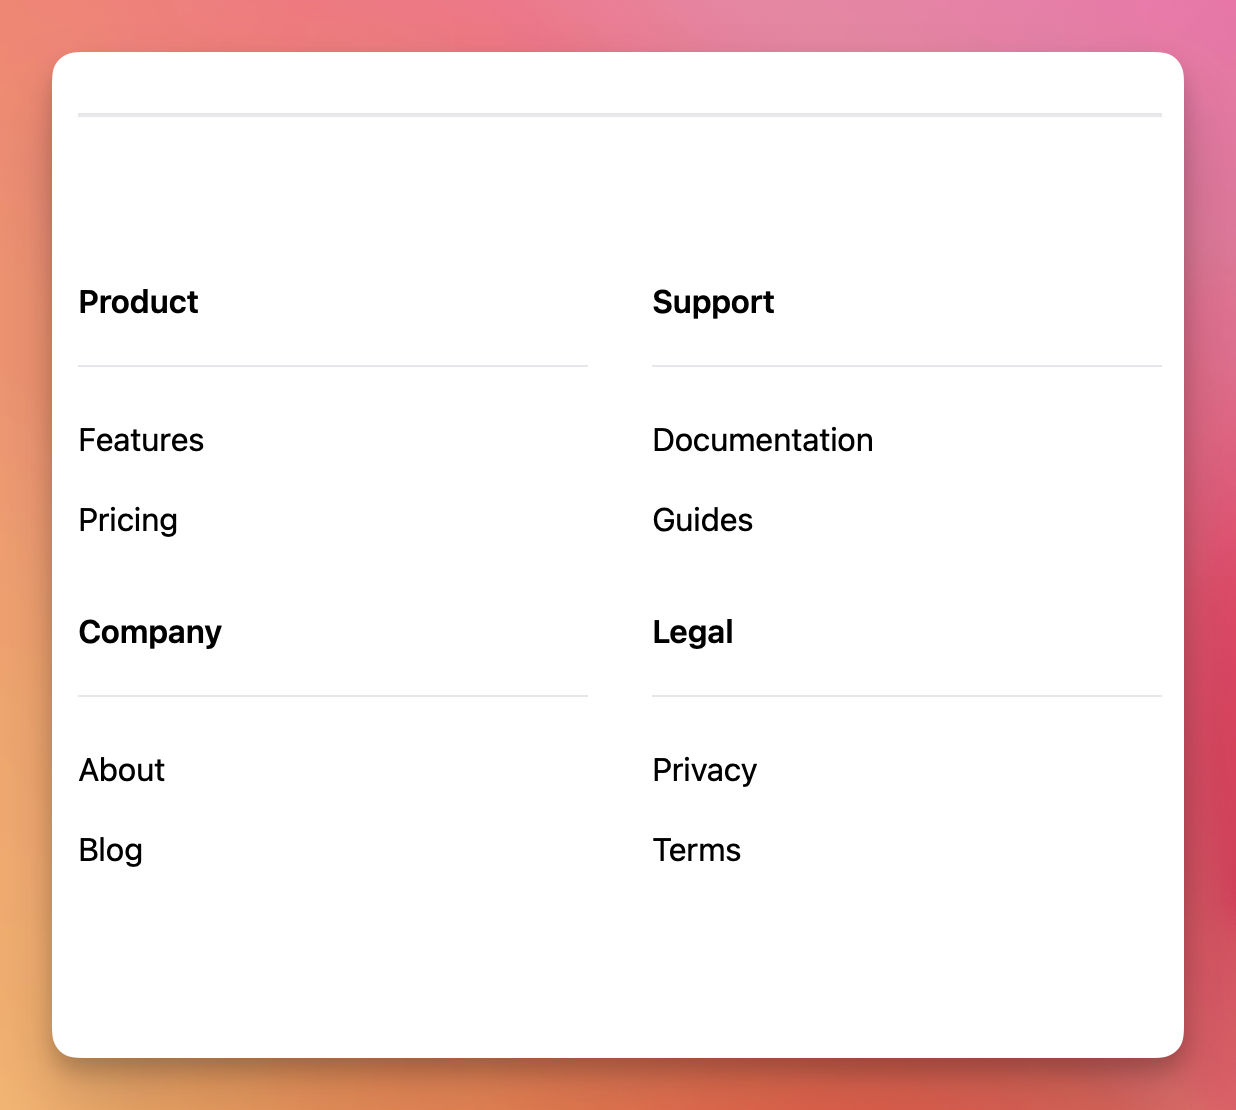 Product
Features
Pricing
Support
Documentation
Guides
Company
About
Blog
Legal
Privacy
Terms